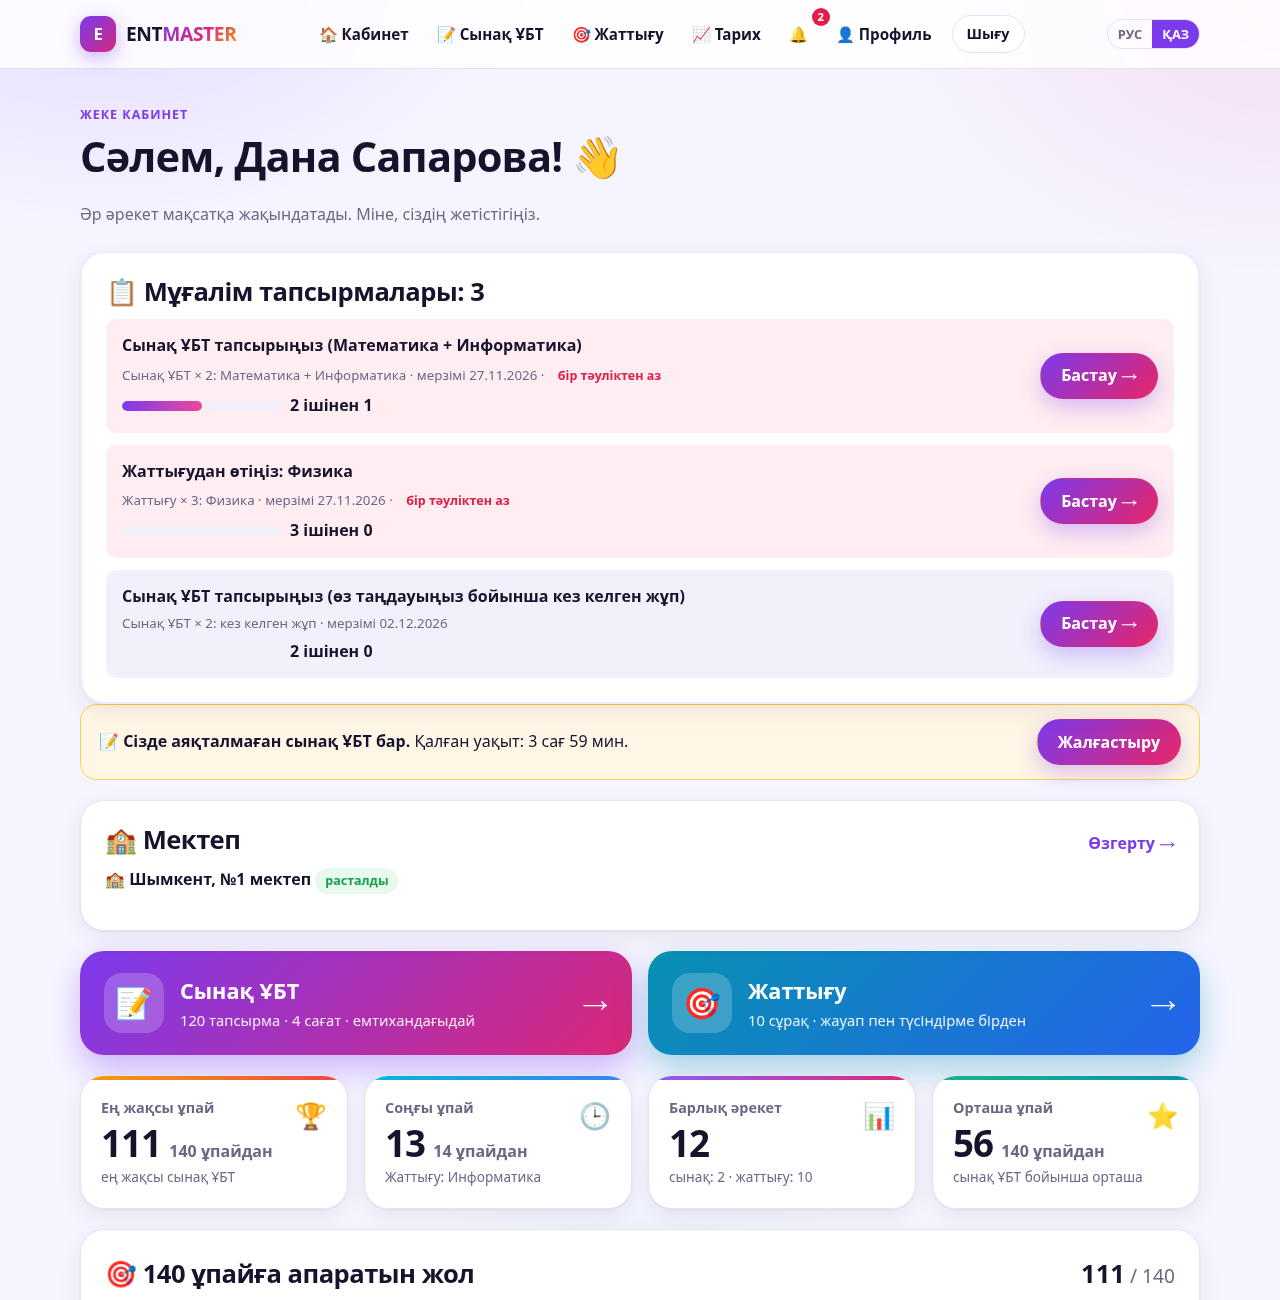 E ENTMASTER 🏠 Кабинет 📝 Сынақ ҰБТ 🎯 Жаттығу 📈 Тарих 🔔 2 👤 Профиль Шығу РУС ҚАЗ
ЖЕКЕ КАБИНЕТ
Сәлем, Дана Сапарова! 👋
Әр әрекет мақсатқа жақындатады. Міне, сіздің жетістігіңіз.
📋 Мұғалім тапсырмалары: 3
Сынақ ҰБТ тапсырыңыз (Математика + Информатика)
Сынақ ҰБТ × 2: Математика + Информатика · мерзімі 27.11.2026 · бір тәуліктен аз
2 ішінен 1
Бастау →
Жаттығудан өтіңіз: Физика
Жаттығу × 3: Физика · мерзімі 27.11.2026 · бір тәуліктен аз
3 ішінен 0
Бастау →
Сынақ ҰБТ тапсырыңыз (өз таңдауыңыз бойынша кез келген жұп)
Сынақ ҰБТ × 2: кез келген жұп · мерзімі 02.12.2026
2 ішінен 0
Бастау →
📝 Сізде аяқталмаған сынақ ҰБТ бар. Қалған уақыт: 3 сағ 59 мин.
Жалғастыру
🏫 Мектеп
Өзгерту →
🏫 Шымкент, №1 мектеп расталды
📝 Сынақ ҰБТ
120 тапсырма · 4 сағат · емтихандағыдай
→
🎯 Жаттығу
10 сұрақ · жауап пен түсіндірме бірден
→
Ең жақсы ұпай 🏆
111 140 ұпайдан
ең жақсы сынақ ҰБТ
Соңғы ұпай 🕒
13 14 ұпайдан
Жаттығу: Информатика
Барлық әрекет 📊
12
сынақ: 2 · жаттығу: 10
Орташа ұпай ⭐
56 140 ұпайдан
сынақ ҰБТ бойынша орташа
🎯 140 ұпайға апаратын жол
111 / 140